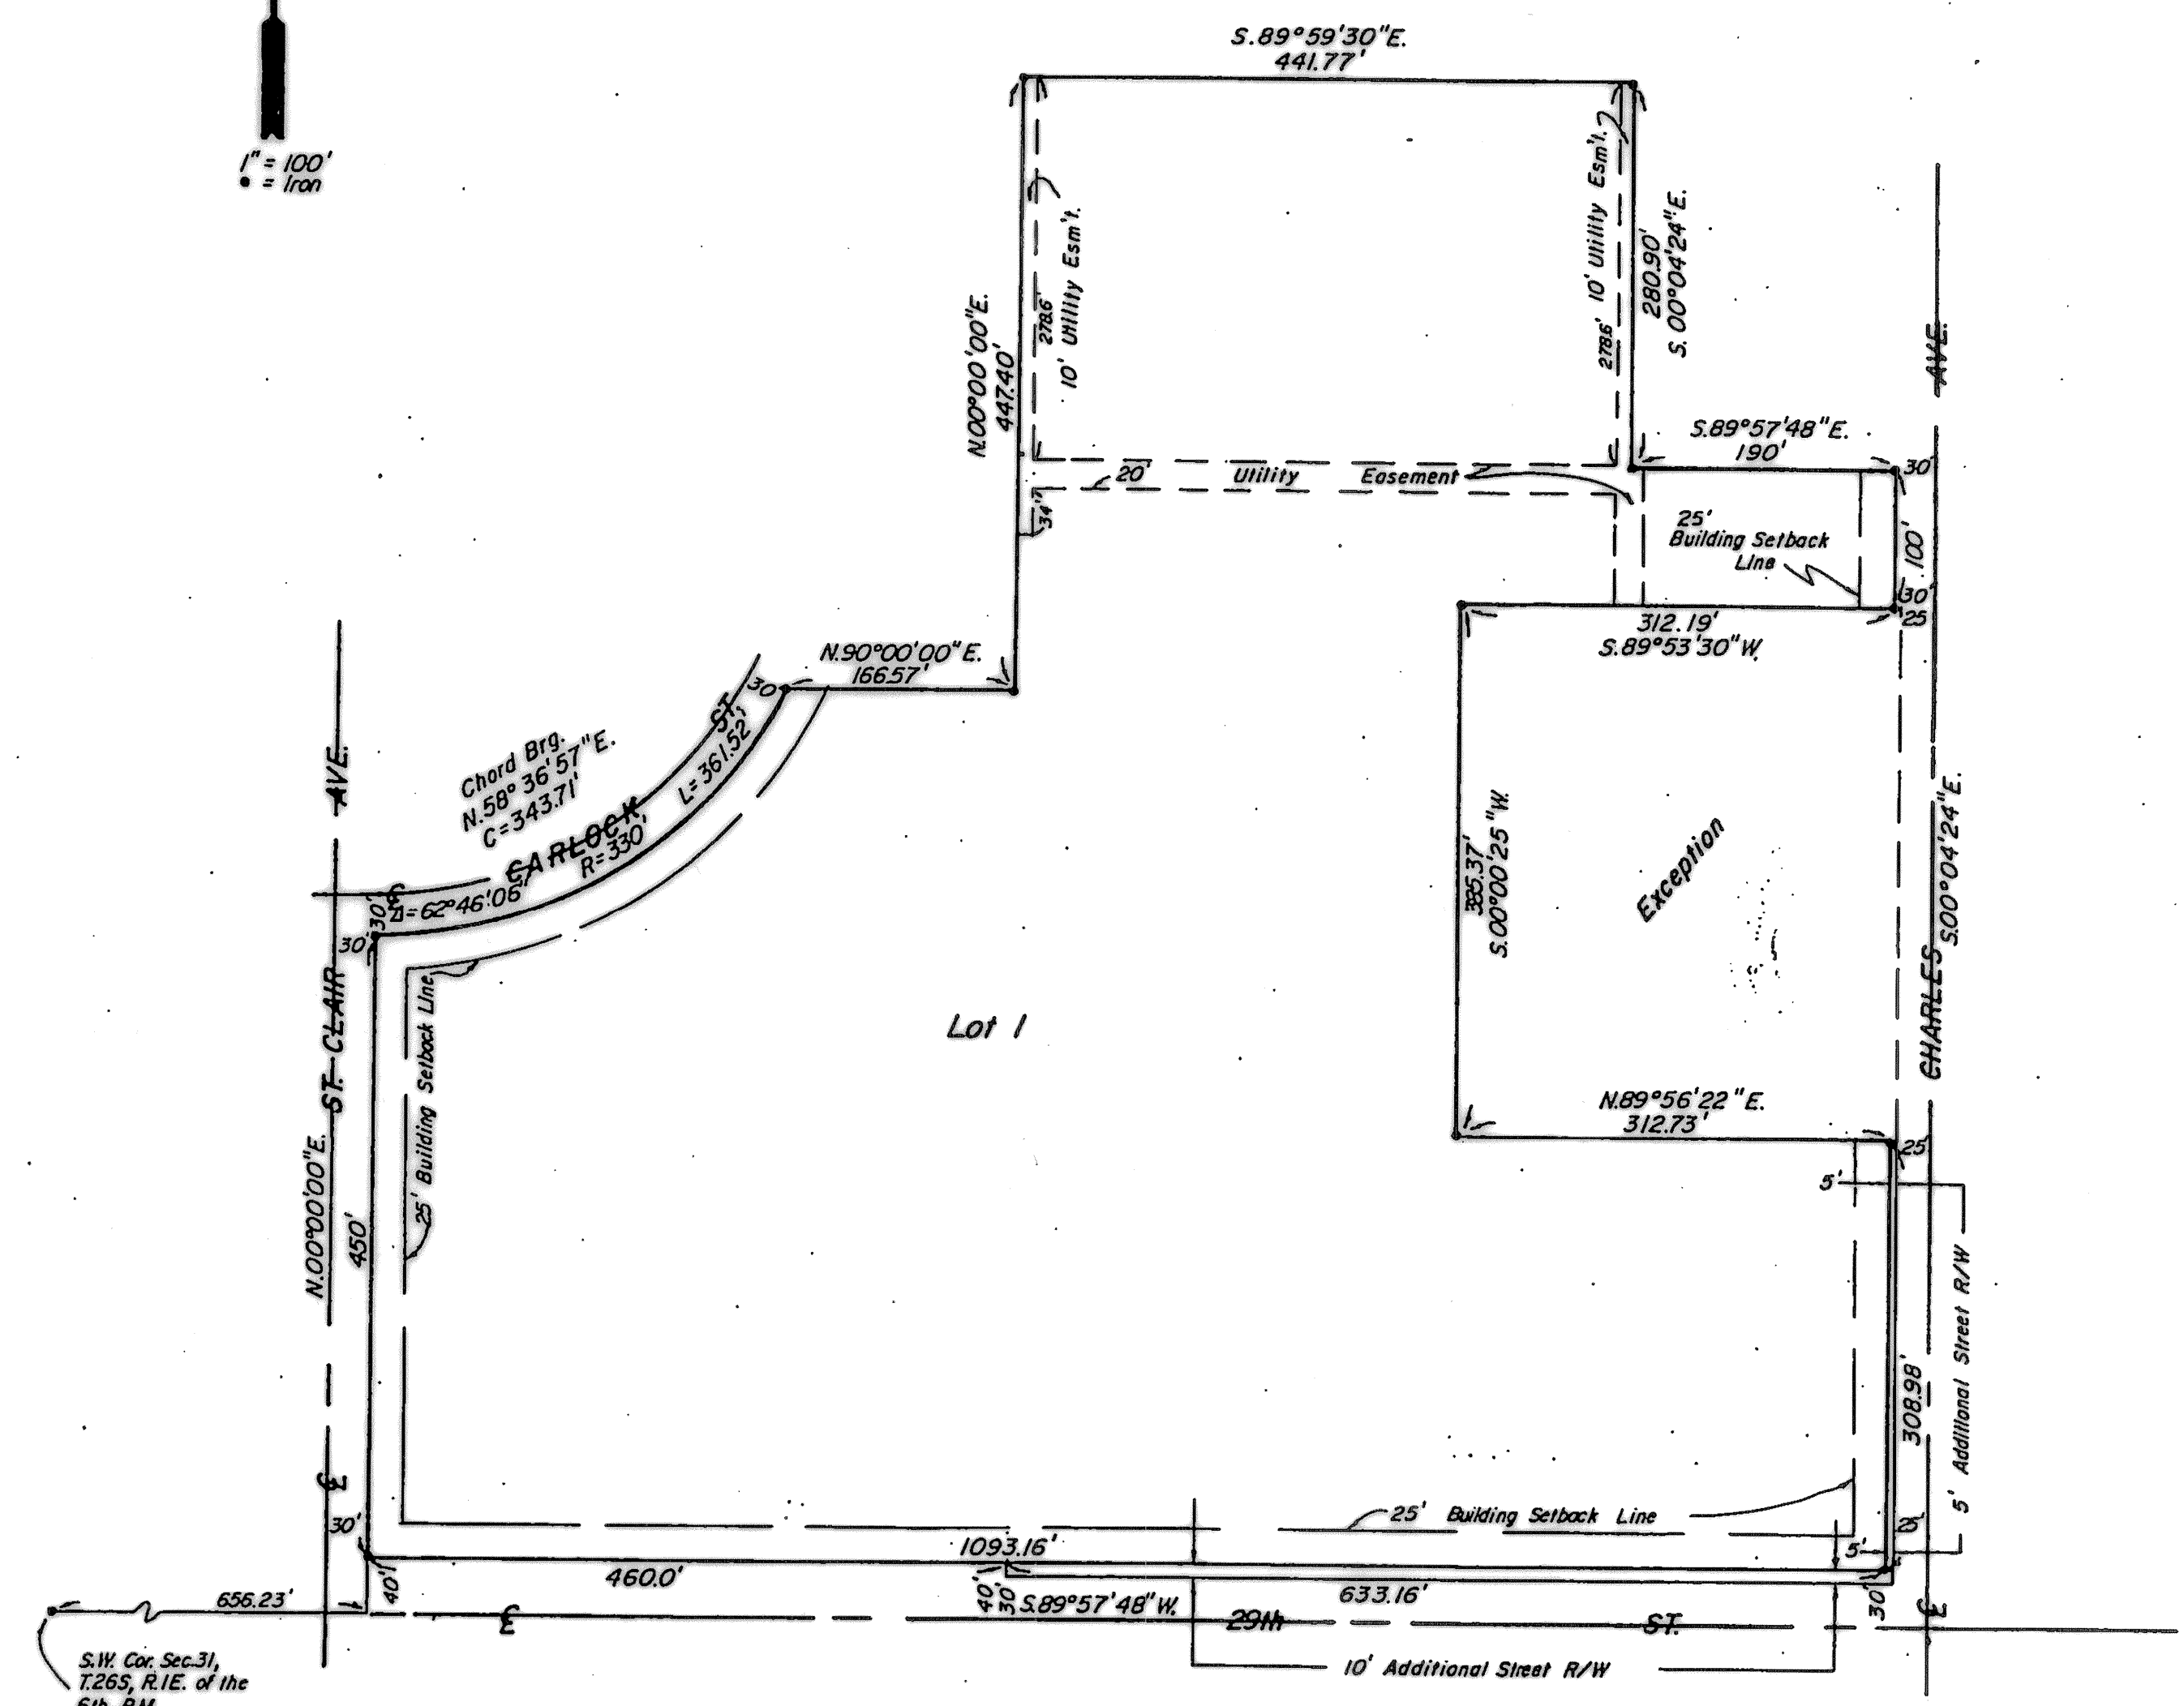 S.89°59'30"E.
441.77'
1" = 100'
• = Iron
10' Utility Esm't.
278.6'
N.00°00'00"E.
447.40'
10' Utility Esm't.
278.6'
280.90'
S.00°04'24"E.
AVE.
S.89°57'48"E.
190'
30'
20' Utility Easement
34'
25'
Building Setback
Line
100'
30'
25'
312.19'
S.89°53'30"W.
N.90°00'00"E.
166.57'
30'
ST.
L=361.52'
Chord Brg.
N.58°36'57"E.
C=343.71'
CARLOCK
R=330'
Δ=62°46'06"
30'
30'
AVE.
ST. CLAIR
N.00°00'00"E.
450'
25' Building Setback Line
385.37'
S.00°00'25"W.
Exception
S.00°04'24"E.
CHARLES
Lot 1
N.89°56'22"E.
312.73'
25'
5'
308.98'
5' Additional Street R/W
25' Building Setback Line
25'
5'
30'
1093.16'
460.0'
40'
40'
30'
S.89°57'48"W.
633.16'
30'
656.23'
29th ST.
10' Additional Street R/W
S.W. Cor. Sec.31,
T.26S, R.1E. of the
6th P.M.